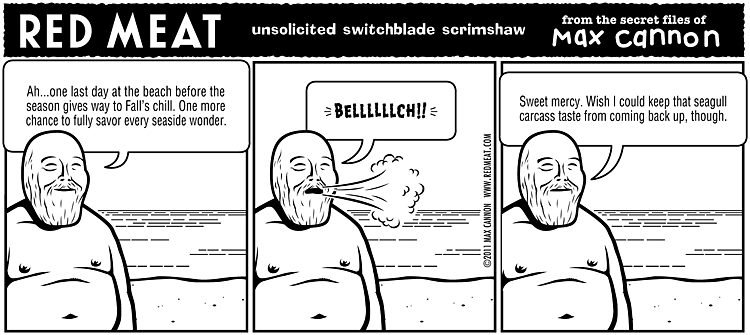 RED MEAT
unsolicited switchblade scrimshaw
from the secret files of
Max cannon
Ah...one last day at the beach before the
season gives way to Fall's chill. One more
chance to fully savor every seaside wonder.
BELLLLLLCH!!
©2011 MAX CANNON WWW.REDMEAT.COM
Sweet mercy. Wish I could keep that seagull
carcass taste from coming back up, though.